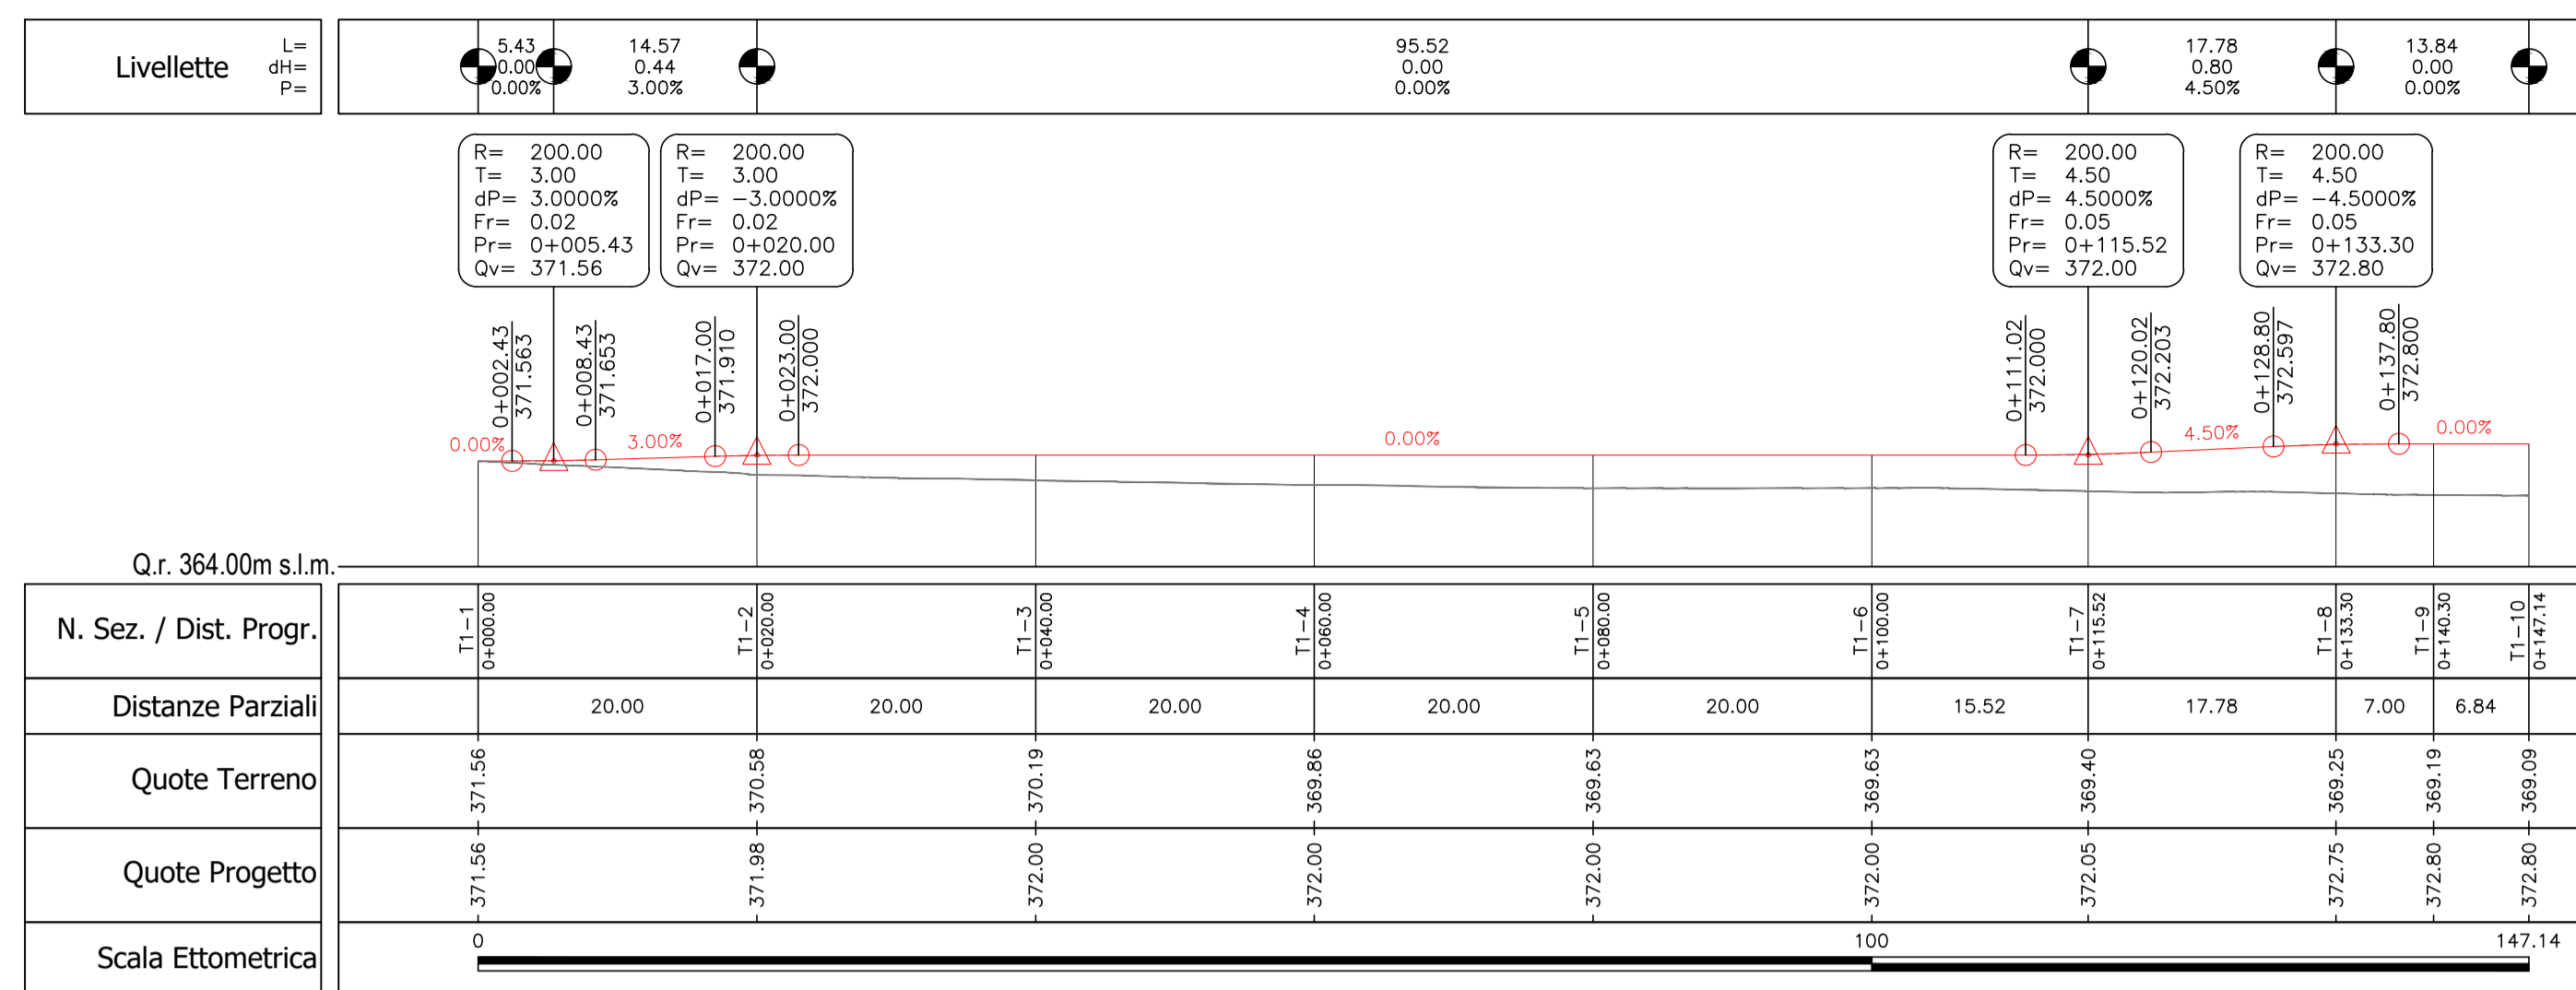 Livellette
L=
dH=
P=
5.43
0.00
0.00%
14.57
0.44
3.00%
95.52
0.00
0.00%
17.78
0.80
4.50%
13.84
0.00
0.00%
R= 200.00
T= 3.00
dP= 3.0000%
Fr= 0.02
Pr= 0+005.43
Qv= 371.56
R= 200.00
T= 3.00
dP= −3.0000%
Fr= 0.02
Pr= 0+020.00
Qv= 372.00
R= 200.00
T= 4.50
dP= 4.5000%
Fr= 0.05
Pr= 0+115.52
Qv= 372.00
R= 200.00
T= 4.50
dP= −4.5000%
Fr= 0.05
Pr= 0+133.30
Qv= 372.80
0+002.43
371.563
0+008.43
371.653
0+017.00
371.910
0+023.00
372.000
0+111.02
372.000
0+120.02
372.203
0+128.80
372.597
0+137.80
372.800
0.00%
3.00%
0.00%
4.50%
0.00%
Q.r. 364.00m s.l.m.
N. Sez. / Dist. Progr.
T1−1
0+000.00
T1−2
0+020.00
T1−3
0+040.00
T1−4
0+060.00
T1−5
0+080.00
T1−6
0+100.00
T1−7
0+115.52
T1−8
0+133.30
T1−9
0+140.30
T1−10
0+147.14
Distanze Parziali
20.00
20.00
20.00
20.00
20.00
15.52
17.78
7.00
6.84
Quote Terreno
371.56
370.58
370.19
369.86
369.63
369.63
369.40
369.25
369.19
369.09
Quote Progetto
371.56
371.98
372.00
372.00
372.00
372.00
372.05
372.75
372.80
372.80
Scala Ettometrica
0
100
147.14